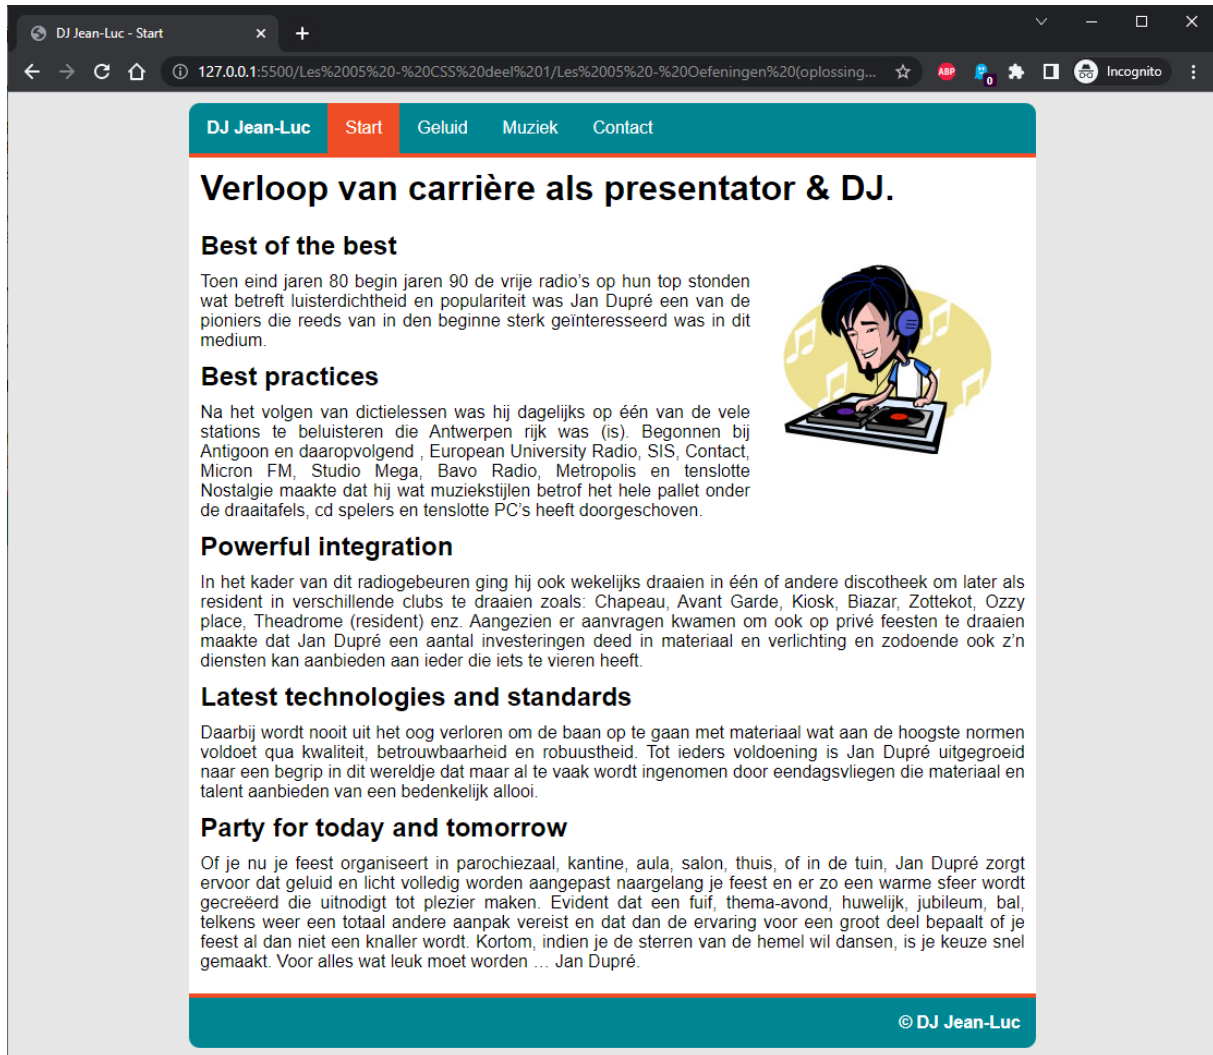 DJ Jean-Luc - Start
127.0.0.1:5500/Les%2005%20-%20CSS%20deel%201/Les%2005%20-%20Oefeningen%20(oplossing...
ABP
0
Incognito
DJ Jean-Luc Start Geluid Muziek Contact
Verloop van carrière als presentator & DJ.
Best of the best
Toen eind jaren 80 begin jaren 90 de vrije radio’s op hun top stonden
wat betreft luisterdichtheid en populariteit was Jan Dupré een van de
pioniers die reeds van in den beginne sterk geïnteresseerd was in dit
medium.
Best practices
Na het volgen van dictielessen was hij dagelijks op één van de vele
stations te beluisteren die Antwerpen rijk was (is). Begonnen bij
Antigoon en daaropvolgend , European University Radio, SIS, Contact,
Micron FM, Studio Mega, Bavo Radio, Metropolis en tenslotte
Nostalgie maakte dat hij wat muziekstijlen betrof het hele pallet onder
de draaitafels, cd spelers en tenslotte PC’s heeft doorgeschoven.
Powerful integration
In het kader van dit radiogebeuren ging hij ook wekelijks draaien in één of andere discotheek om later als
resident in verschillende clubs te draaien zoals: Chapeau, Avant Garde, Kiosk, Biazar, Zottekot, Ozzy
place, Theadrome (resident) enz. Aangezien er aanvragen kwamen om ook op privé feesten te draaien
maakte dat Jan Dupré een aantal investeringen deed in materiaal en verlichting en zodoende ook z’n
diensten kan aanbieden aan ieder die iets te vieren heeft.
Latest technologies and standards
Daarbij wordt nooit uit het oog verloren om de baan op te gaan met materiaal wat aan de hoogste normen
voldoet qua kwaliteit, betrouwbaarheid en robuustheid. Tot ieders voldoening is Jan Dupré uitgegroeid
naar een begrip in dit wereldje dat maar al te vaak wordt ingenomen door eendagsvliegen die materiaal en
talent aanbieden van een bedenkelijk allooi.
Party for today and tomorrow
Of je nu je feest organiseert in parochiezaal, kantine, aula, salon, thuis, of in de tuin, Jan Dupré zorgt
ervoor dat geluid en licht volledig worden aangepast naargelang je feest en er zo een warme sfeer wordt
gecreëerd die uitnodigt tot plezier maken. Evident dat een fuif, thema-avond, huwelijk, jubileum, bal,
telkens weer een totaal andere aanpak vereist en dat dan de ervaring voor een groot deel bepaalt of je
feest al dan niet een knaller wordt. Kortom, indien je de sterren van de hemel wil dansen, is je keuze snel
gemaakt. Voor alles wat leuk moet worden … Jan Dupré.
© DJ Jean-Luc